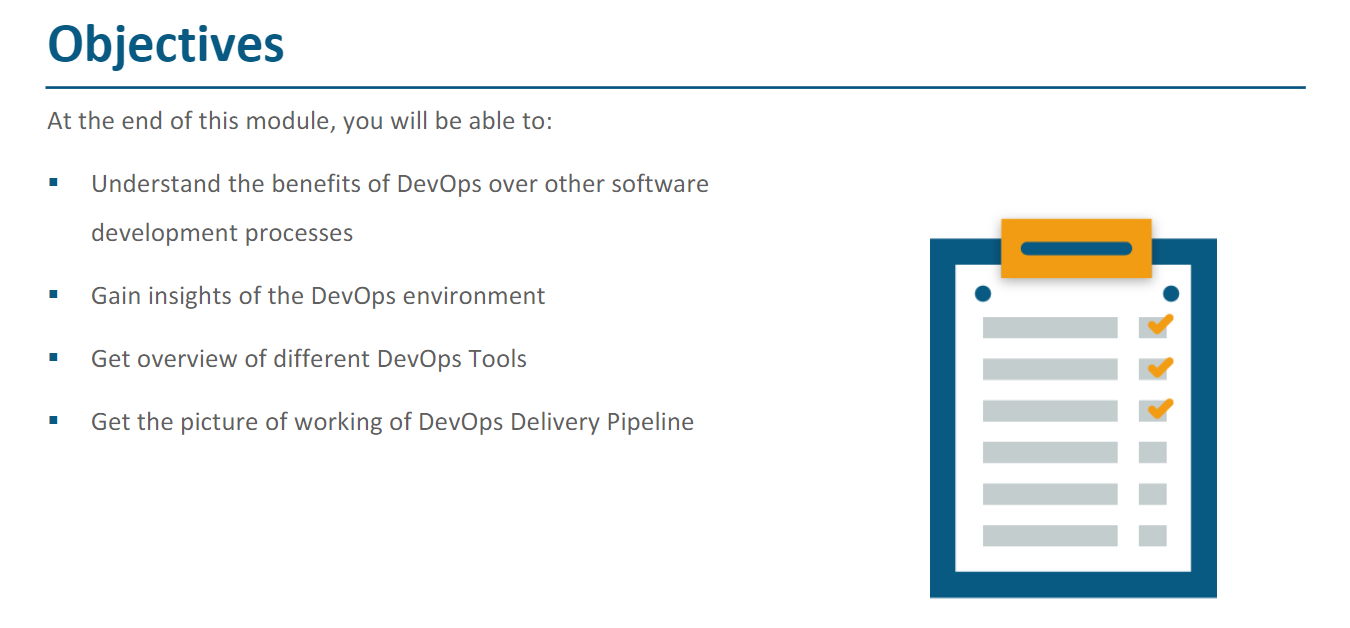 Objectives
At the end of this module, you will be able to:
▪ Understand the benefits of DevOps over other software
development processes
▪ Gain insights of the DevOps environment
▪ Get overview of different DevOps Tools
▪ Get the picture of working of DevOps Delivery Pipeline